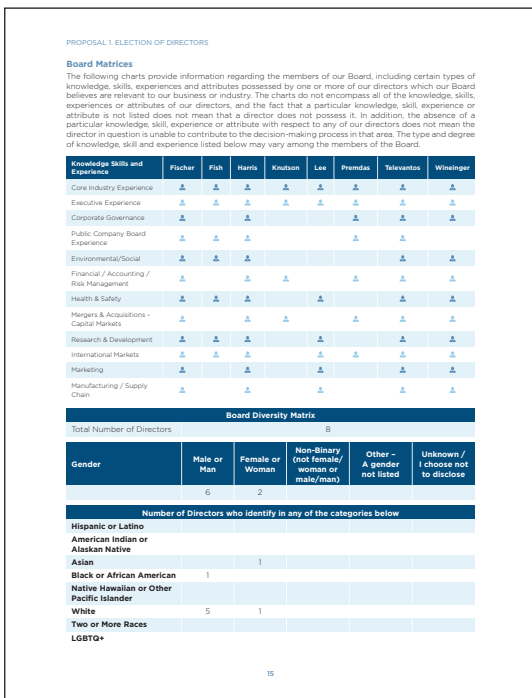 PROPOSAL 1. ELECTION OF DIRECTORS
Board Matrices
The following charts provide information regarding the members of our Board, including certain types of
knowledge, skills, experiences and attributes possessed by one or more of our directors which our Board
believes are relevant to our business or industry. The charts do not encompass all of the knowledge, skills,
experiences or attributes of our directors, and the fact that a particular knowledge, skill, experience or
attribute is not listed does not mean that a director does not possess it. In addition, the absence of a
particular knowledge, skill, experience or attribute with respect to any of our directors does not mean the
director in question is unable to contribute to the decision-making process in that area. The type and degree
of knowledge, skill and experience listed below may vary among the members of the Board.
Knowledge Skills and
Experience Fischer Fish Harris Knutson Lee Premdas Televantos Wineinger
Core Industry Experience
Executive Experience
Corporate Governance
Public Company Board
Experience
Environmental/Social
Financial / Accounting /
Risk Management
Health & Safety
Mergers & Acquisitions –
Capital Markets
Research & Development
International Markets
Marketing
Manufacturing / Supply
Chain
Board Diversity Matrix
Total Number of Directors 8
Gender
Male or
Man
Female or
Woman
Non-Binary
(not female/
woman or
male/man)
Other –
A gender
not listed
Unknown /
I choose not
to disclose
6 2
Number of Directors who identify in any of the categories below
Hispanic or Latino
American Indian or
Alaskan Native
Asian 1
Black or African American 1
Native Hawaiian or Other
Pacific Islander
White 5 1
Two or More Races
LGBTQ+
15